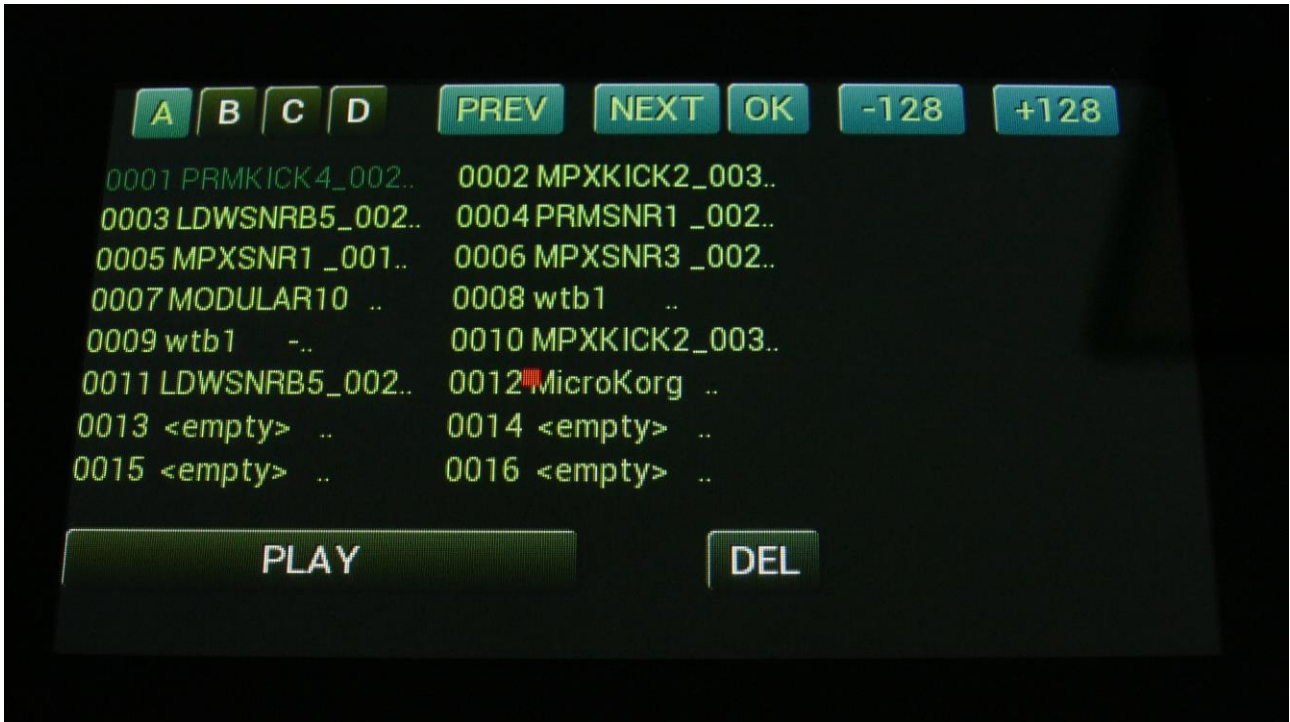 A B C D PREV NEXT OK -128 +128
0001 PRMKICK4_002.. 0002 MPXKICK2_003..
0003 LDWSNRB5_002.. 0004 PRMSNR1 _002..
0005 MPXSNR1 _001.. 0006 MPXSNR3 _002..
0007 MODULAR10 .. 0008 wtb1 ..
0009 wtb1 -.. 0010 MPXKICK2_003..
0011 LDWSNRB5_002.. 0012 MicroKorg ..
0013 <empty> .. 0014 <empty> ..
0015 <empty> .. 0016 <empty> ..
PLAY DEL